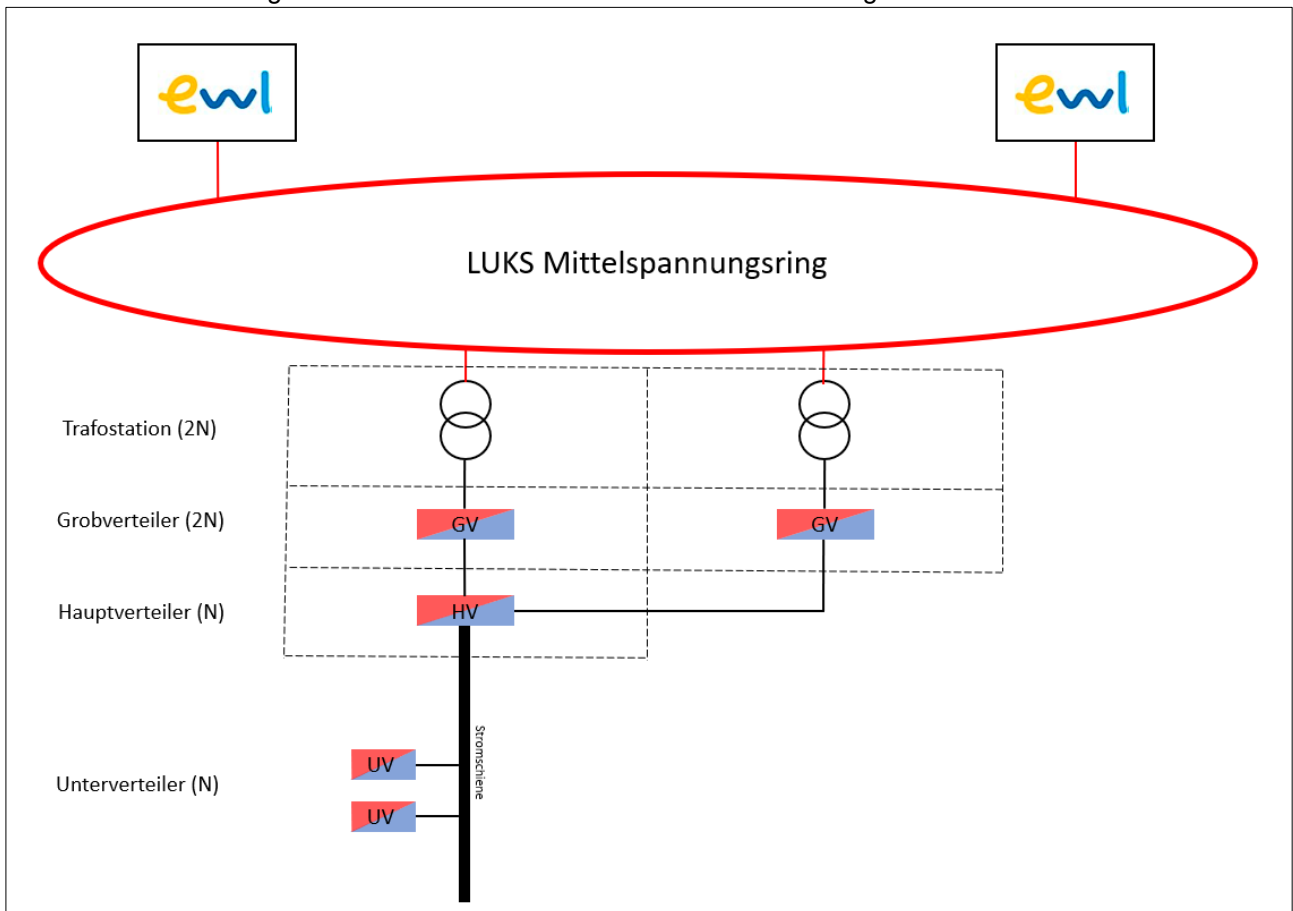 ewl
ewl
LUKS Mittelspannungsring
Trafostation (2N)
Grobverteiler (2N)
GV
GV
Hauptverteiler (N)
HV
Stromschiene
UV
Unterverteiler (N)
UV